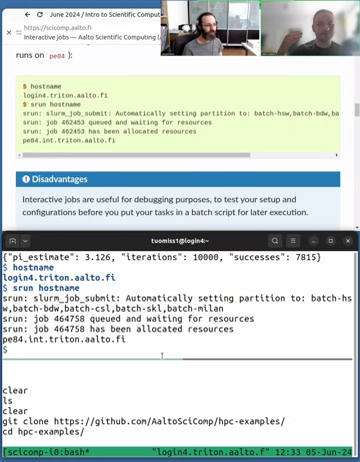 June 2024 / Intro to Scientific Comput
https://scicomp.aalto.fi
Interactive jobs — Aalto Scientific Computing (A
runs on pe84 ):
$ hostname
login4.triton.aalto.fi
$ srun hostname
srun: slurm_job_submit: Automatically setting partition to: batch-hsw,batch-bdw,ba
srun: job 462453 queued and waiting for resources
srun: job 462453 has been allocated resources
pe84.int.triton.aalto.fi
Disadvantages
Interactive jobs are useful for debugging purposes, to test your setup and
configurations before you put your tasks in a batch script for later execution.
tuomiss1@login4:~
{"pi_estimate": 3.126, "iterations": 10000, "successes": 7815}
$ hostname
login4.triton.aalto.fi
$ srun hostname
srun: slurm_job_submit: Automatically setting partition to: batch-hs
w,batch-bdw,batch-csl,batch-skl,batch-milan
srun: job 464758 queued and waiting for resources
srun: job 464758 has been allocated resources
pe84.int.triton.aalto.fi
$
clear
ls
clear
git clone https://github.com/AaltoSciComp/hpc-examples/
cd hpc-examples/
[scicomp-i0:bash* "login4.triton.aalto.f" 12:33 05-Jun-24